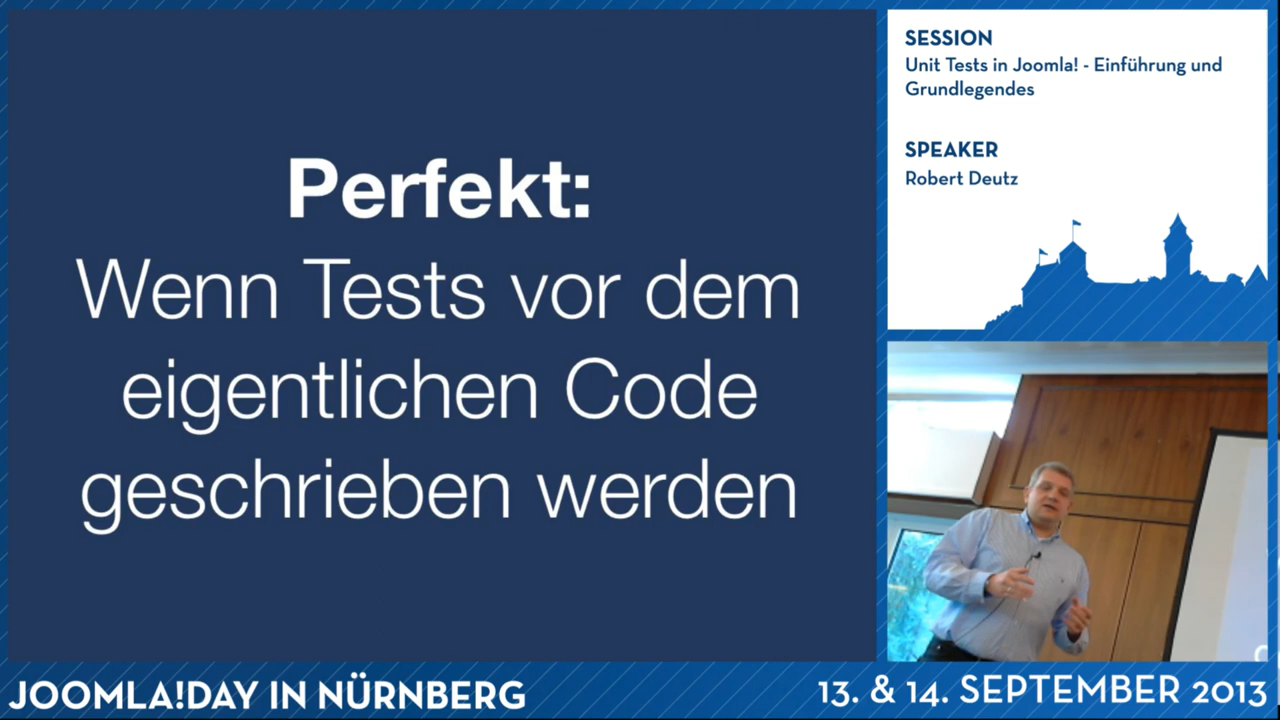 Perfekt:
Wenn Tests vor dem
eigentlichen Code
geschrieben werden
SESSION
Unit Tests in Joomla! - Einführung und
Grundlegendes
SPEAKER
Robert Deutz
JOOMLA!DAY IN NÜRNBERG
13. & 14. SEPTEMBER 2013